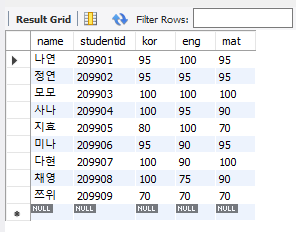 Result Grid Filter Rows:
name studentid kor eng mat
나연 209901 95 100 95
정연 209902 95 95 95
모모 209903 100 100 100
사나 209904 100 95 90
지효 209905 80 100 70
미나 209906 95 90 95
다현 209907 100 90 100
채영 209908 100 75 90
쯔위 209909 70 70 70
NULL NULL NULL NULL NULL